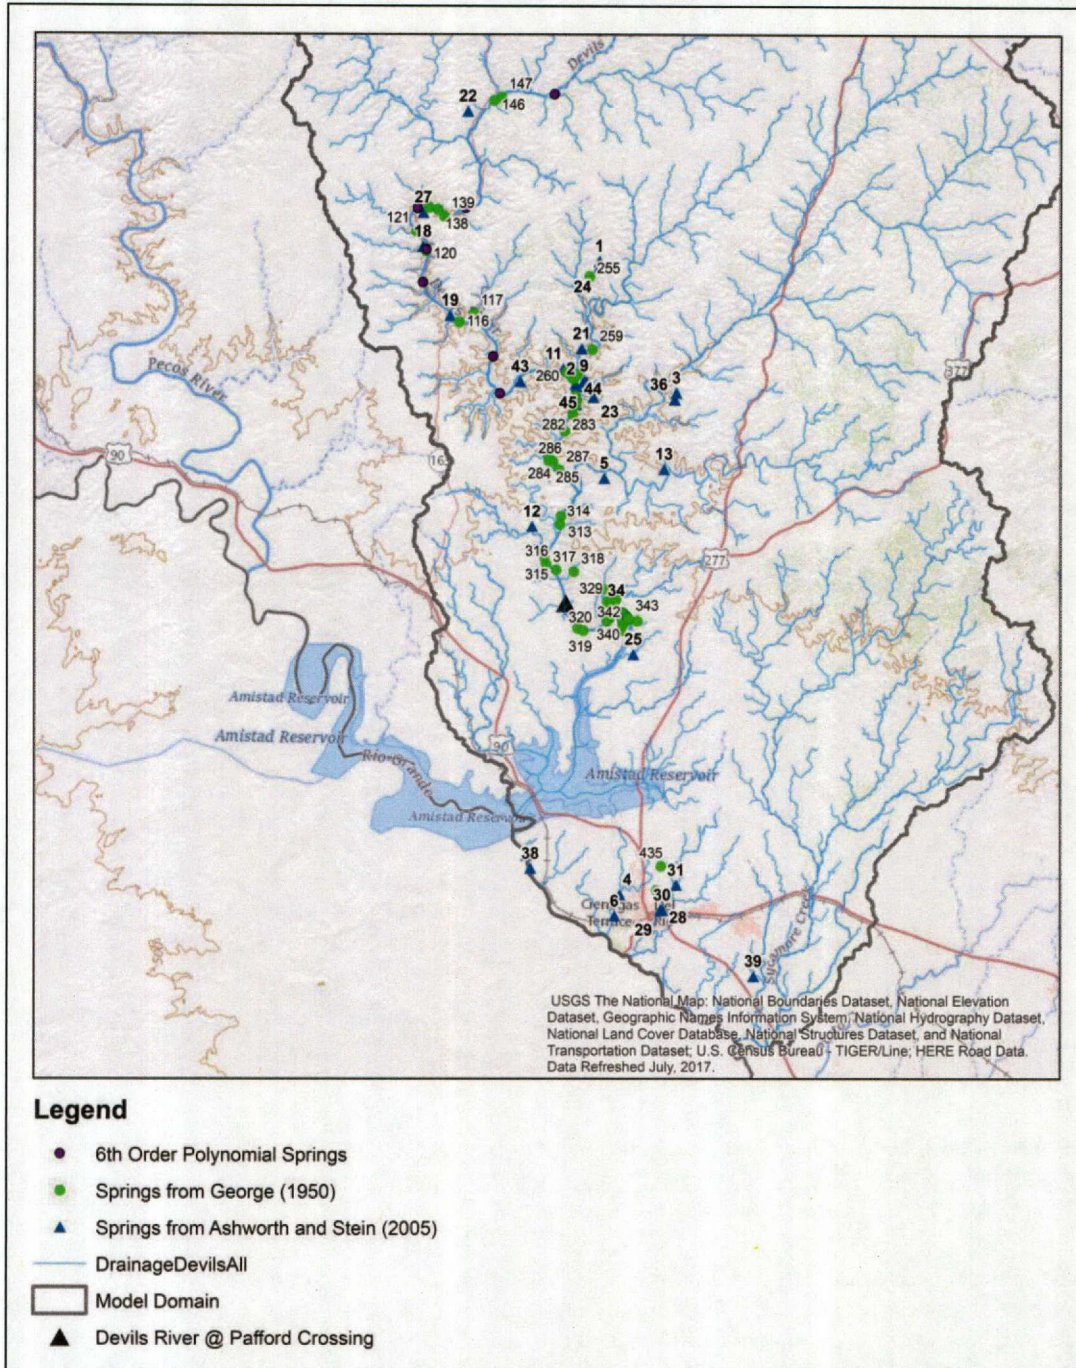 Devils
147
22
146
27
139
121
138
18
120
1
255
24
19
117
116
21
259
11
2
9
260
43
44
36
3
45
23
282
283
377
Pecos River
90
163
286
287
284
285
5
13
12
314
313
316
317
318
315
277
329
34
320
342
343
319
340
25
Amistad Reservoir
Amistad Reservoir
Rio Grande
90
Amistad Reservoir
Amistad Reservoir
38
435
31
4
30
6
Cienegas
Terrace
Del
Rio
28
29
500
39
Sycamore Creek
USGS The National Map: National Boundaries Dataset, National Elevation
Dataset, Geographic Names Information System, National Hydrography Dataset,
National Land Cover Database, National Structures Dataset, and National
Transportation Dataset; U.S. Census Bureau - TIGER/Line; HERE Road Data.
Data Refreshed July, 2017.
Legend
6th Order Polynomial Springs
Springs from George (1950)
Springs from Ashworth and Stein (2005)
DrainageDevilsAll
Model Domain
Devils River @ Pafford Crossing